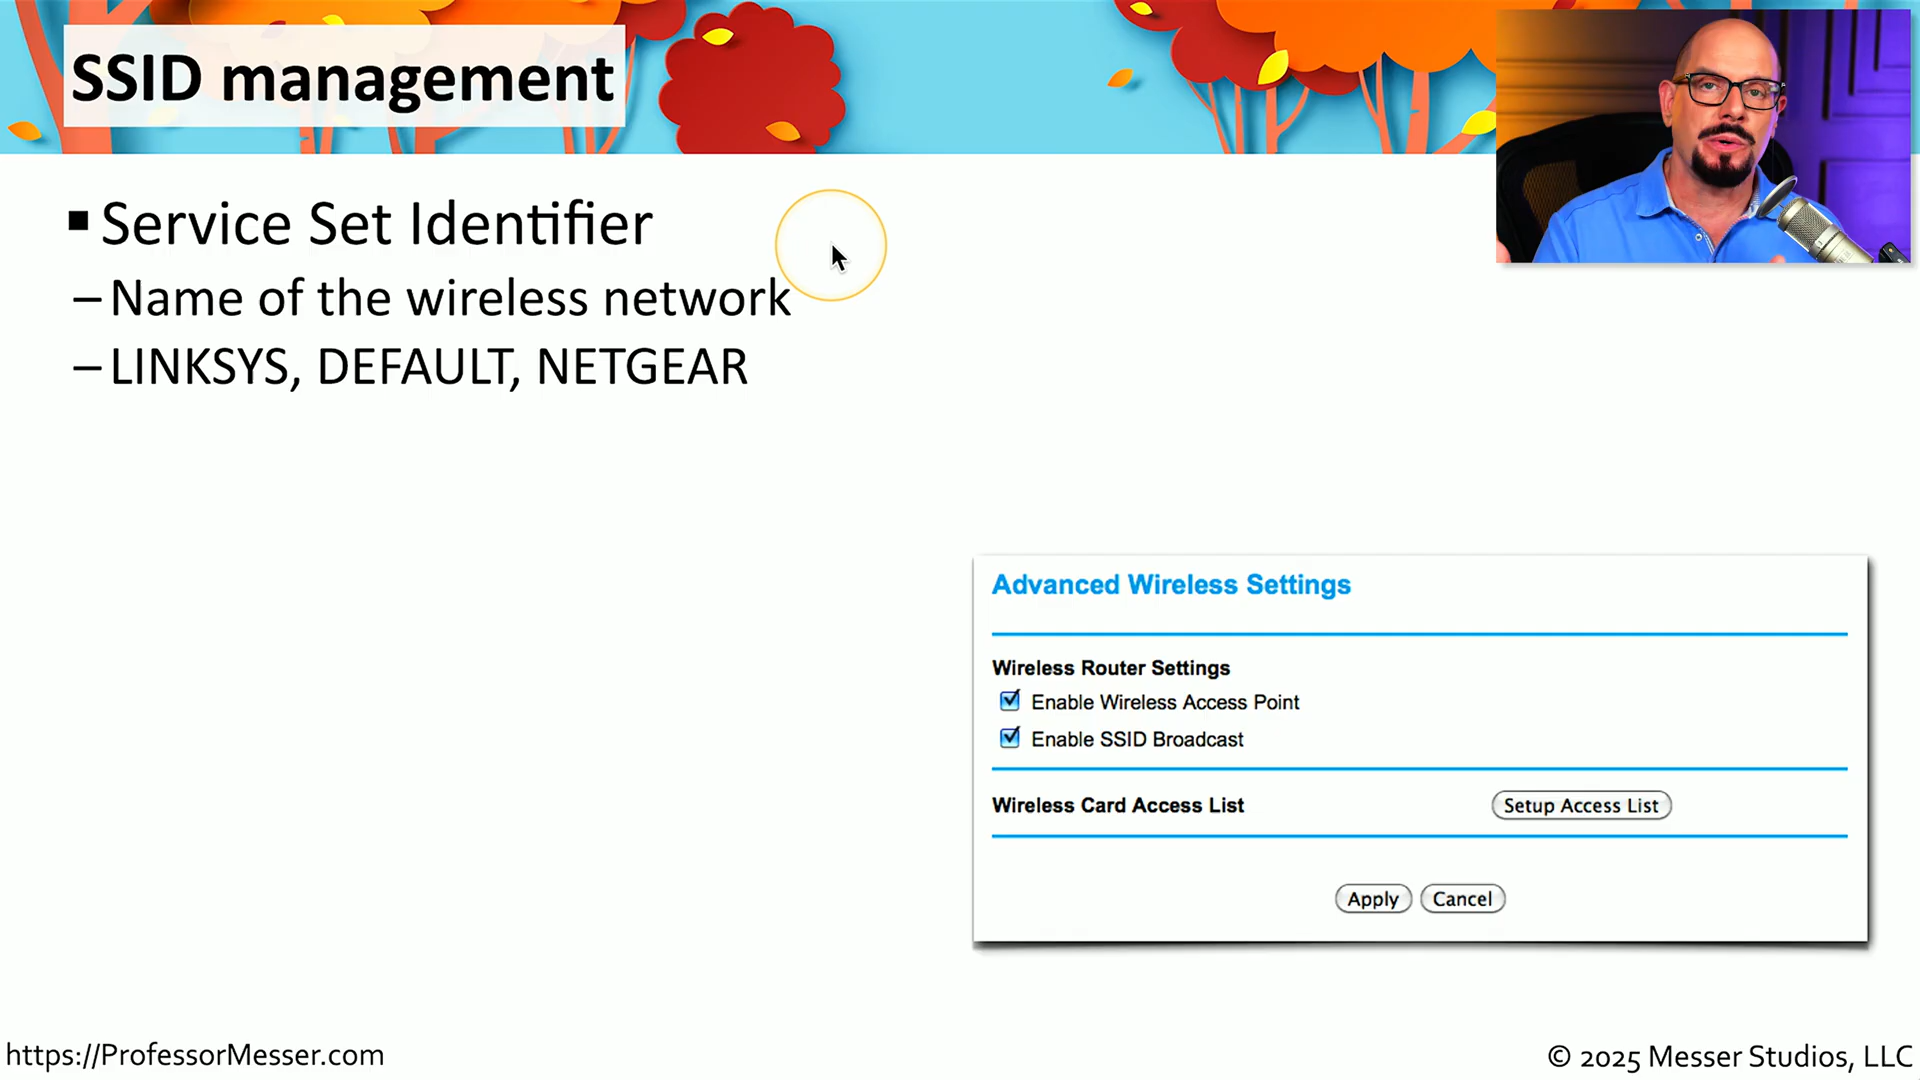 SSID management
▪ Service Set Identifier
– Name of the wireless network
– LINKSYS, DEFAULT, NETGEAR
Advanced Wireless Settings
Wireless Router Settings
Enable Wireless Access Point
Enable SSID Broadcast
Wireless Card Access List
Setup Access List
Apply
Cancel
https://ProfessorMesser.com
© 2025 Messer Studios, LLC